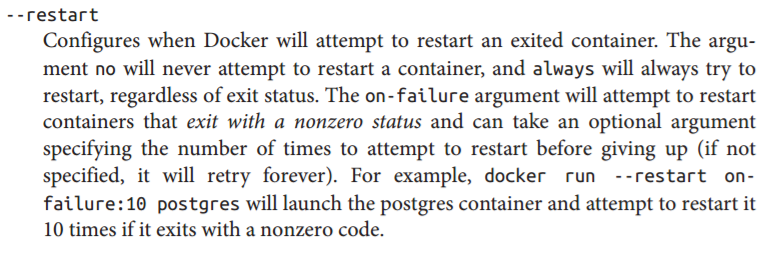 --restart
Configures when Docker will attempt to restart an exited container. The argu-
ment no will never attempt to restart a container, and always will always try to
restart, regardless of exit status. The on-failure argument will attempt to restart
containers that exit with a nonzero status and can take an optional argument
specifying the number of times to attempt to restart before giving up (if not
specified, it will retry forever). For example, docker run --restart on-
failure:10 postgres will launch the postgres container and attempt to restart it
10 times if it exits with a nonzero code.